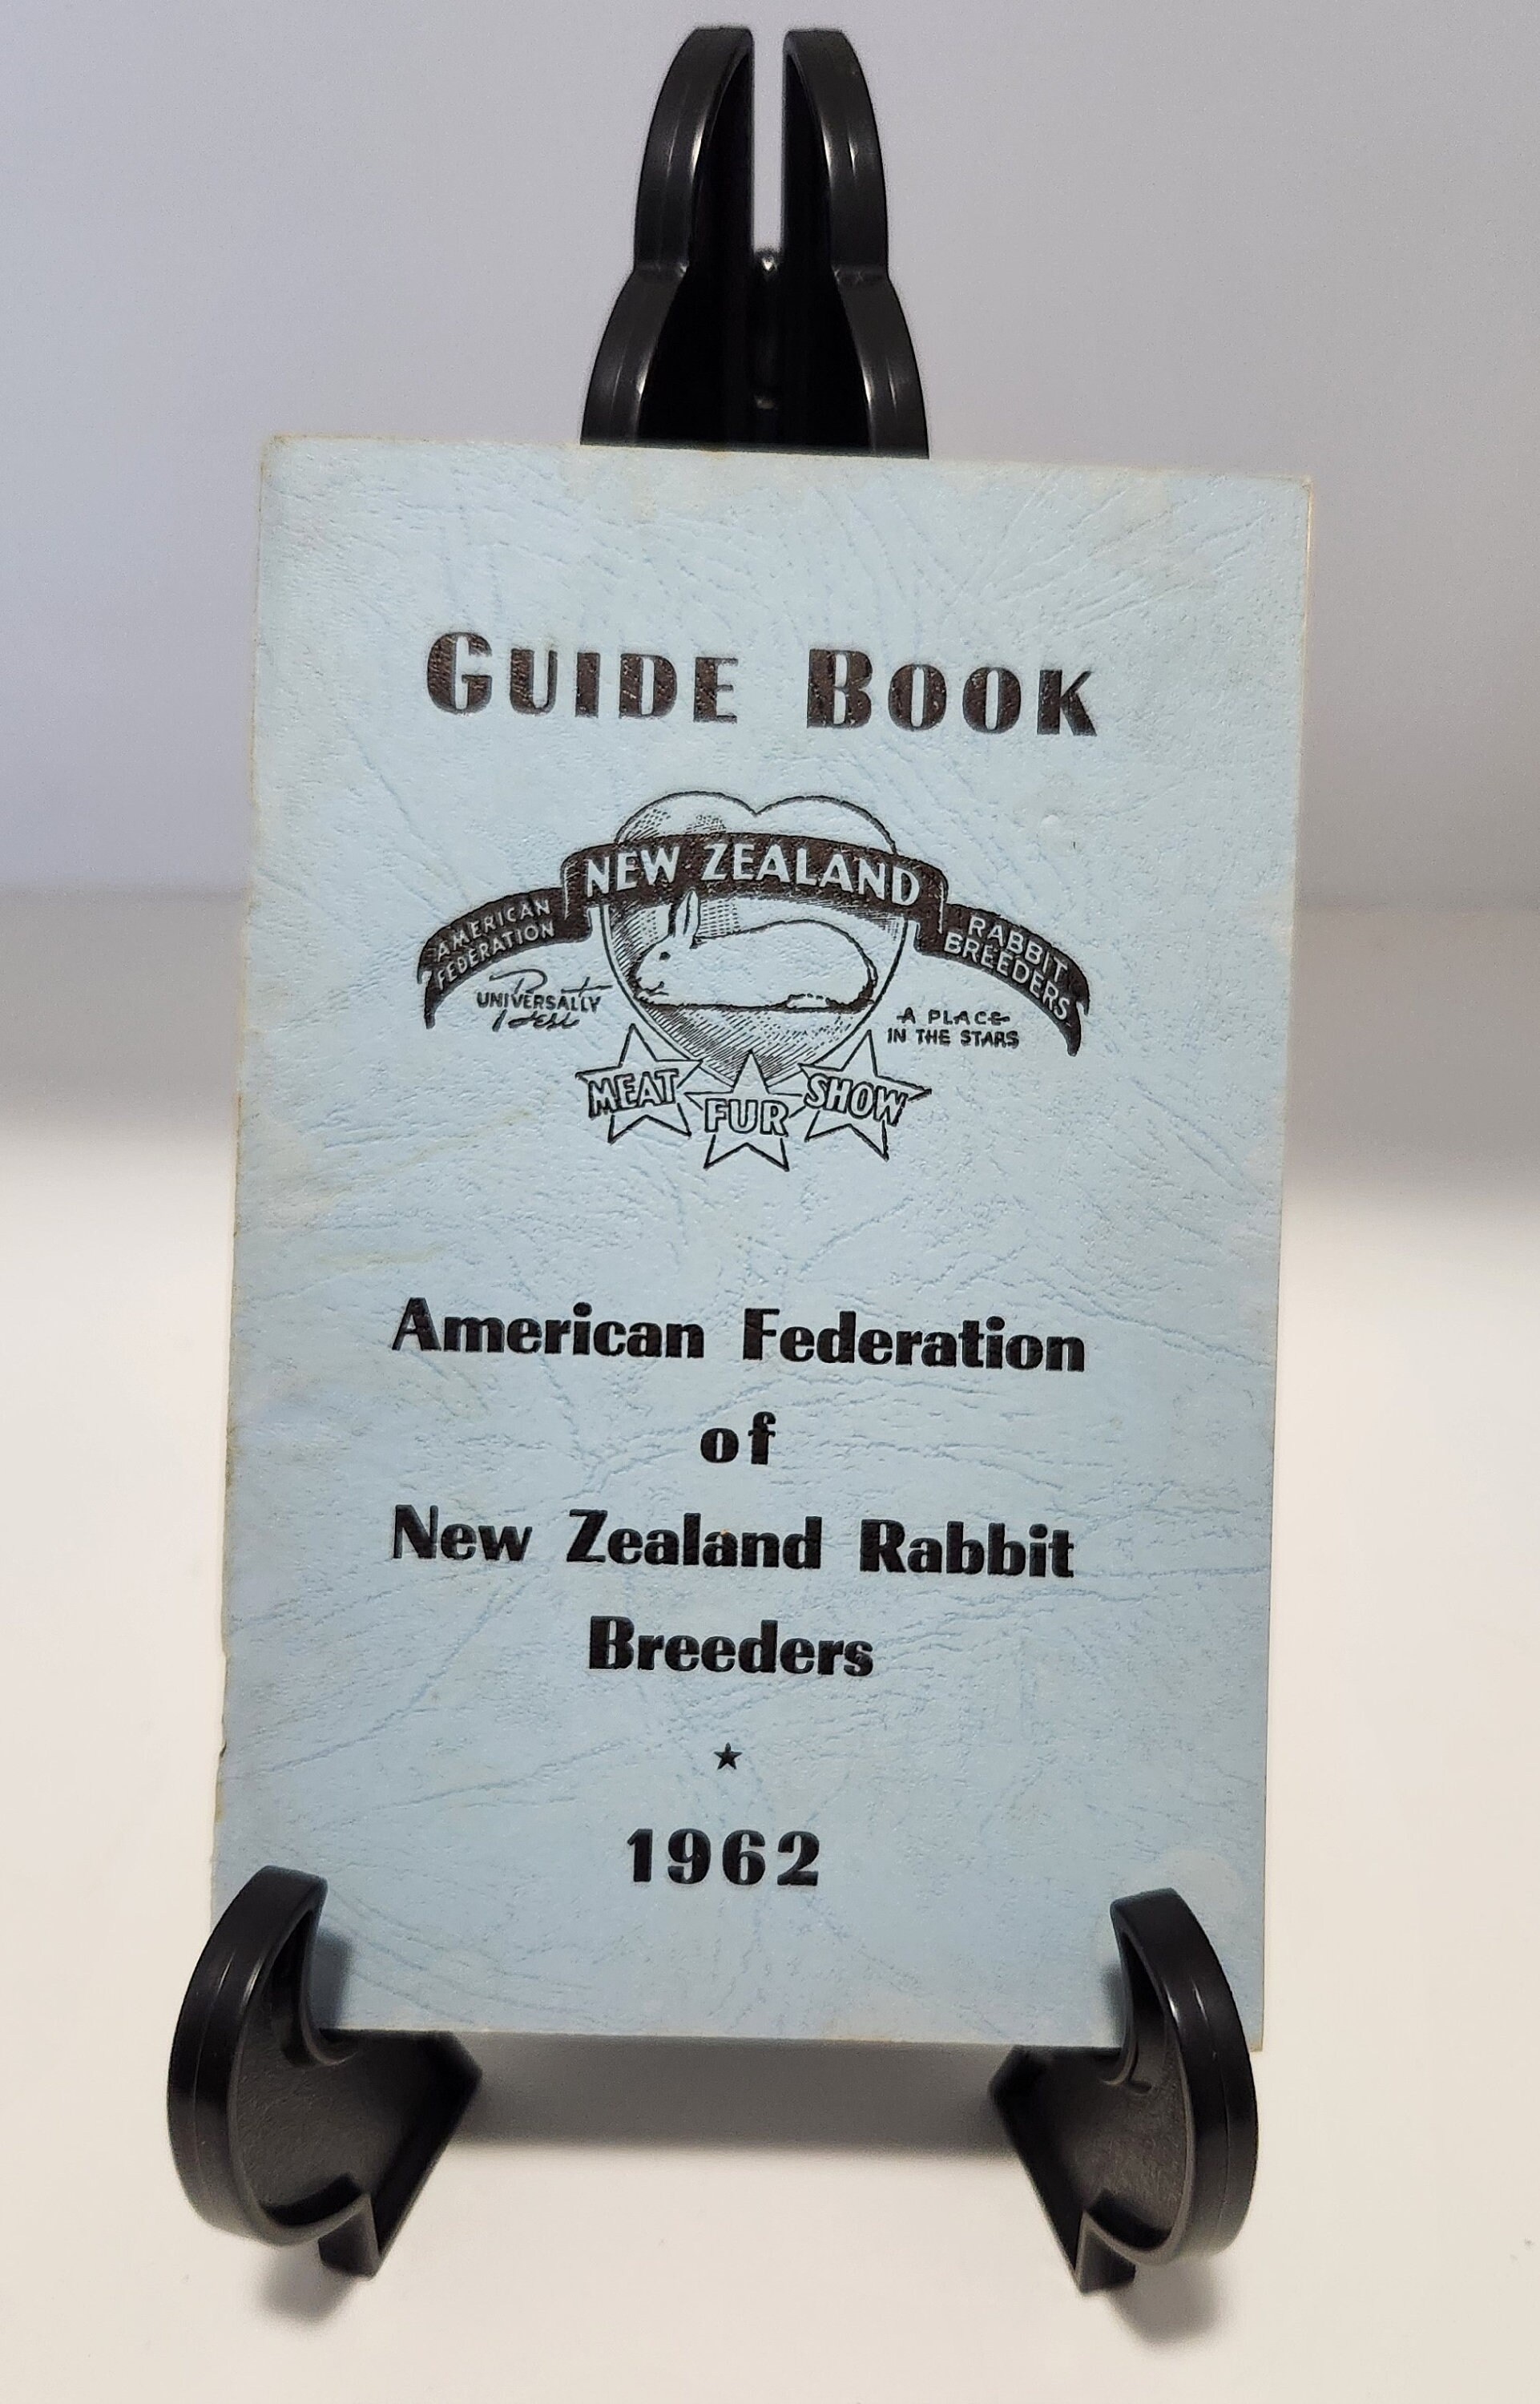 GUIDE BOOK
NEW ZEALAND
AMERICAN
FEDERATION
RABBIT
BREEDERS
UNIVERSALLY
A PLACE
IN THE STARS
MEAT
FUR
SHOW
American Federation
of
New Zealand Rabbit
Breeders
1962